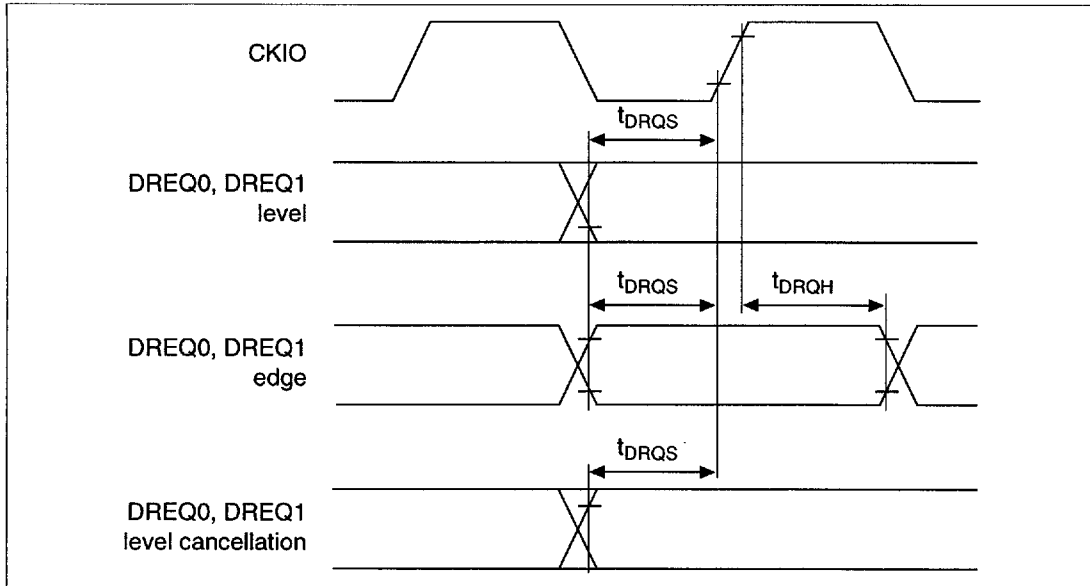 CKIO
tDRQS
DREQ0, DREQ1
level
tDRQS
tDRQH
DREQ0, DREQ1
edge
tDRQS
DREQ0, DREQ1
level cancellation